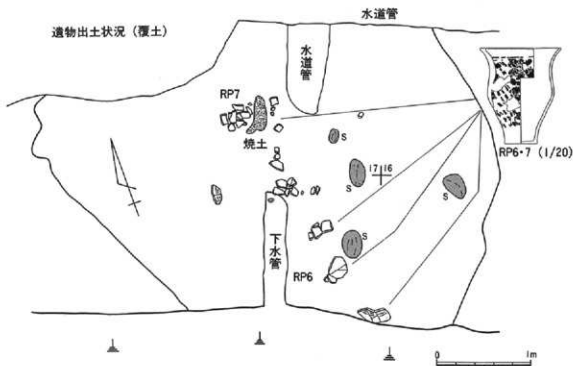 遺物出土状況(覆土)
水道管
水道管
RP7
焼土
S
17 16
S
S
S
下水管
RP6
RP6・7 (1/20)
0 1m